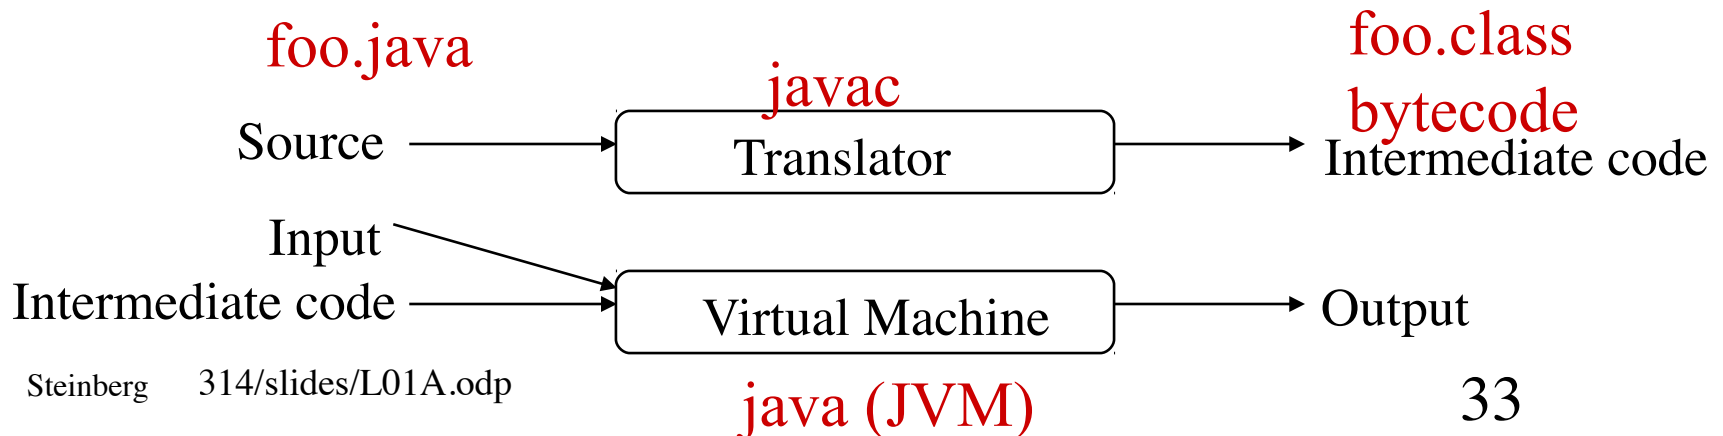 foo.java
foo.class
javac
bytecode
Source
Translator
Intermediate code
Input
Intermediate code
Virtual Machine
Output
Steinberg 314/slides/L01A.odp
java (JVM)
33